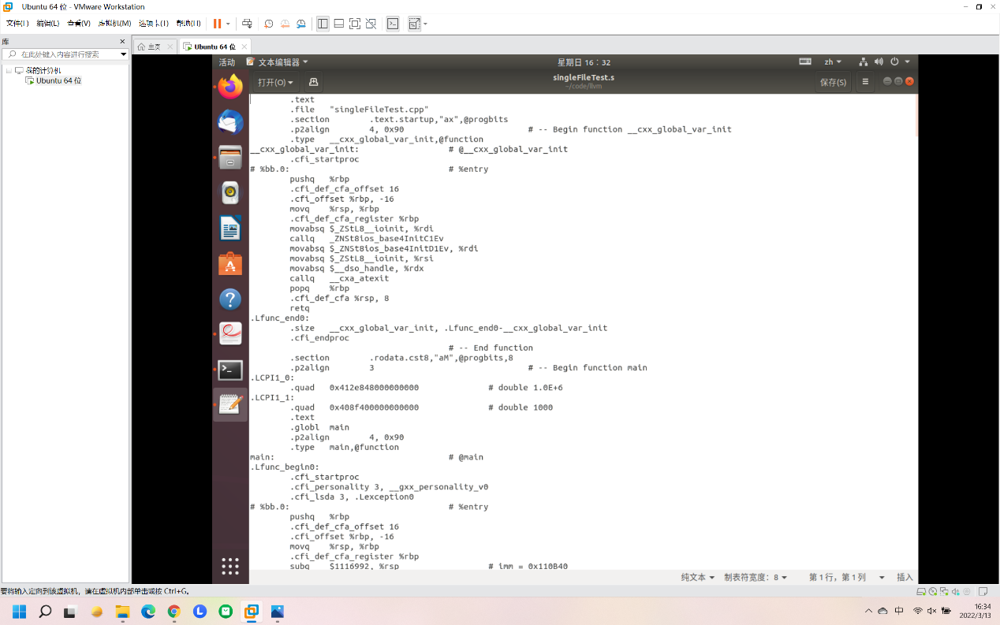 Ubuntu 64 位 - VMware Workstation
文件(F) 编辑(E) 查看(V) 虚拟机(M) 选项卡(T) 帮助(H)
库
在此处键入内容进行搜索
我的计算机
Ubuntu 64 位
主页
Ubuntu 64 位
活动 文本编辑器 星期日 16：32 zh
打开(O) singleFileTest.s 保存(S)
~/code/llvm
.text
.file "singleFileTest.cpp"
.section .text.startup,"ax",@progbits
.p2align 4, 0x90 # -- Begin function __cxx_global_var_init
.type __cxx_global_var_init,@function
__cxx_global_var_init: # @__cxx_global_var_init
.cfi_startproc
# %bb.0: # %entry
pushq %rbp
.cfi_def_cfa_offset 16
.cfi_offset %rbp, -16
movq %rsp, %rbp
.cfi_def_cfa_register %rbp
movabsq $_ZStL8__ioinit, %rdi
callq _ZNSt8ios_base4InitC1Ev
movabsq $_ZNSt8ios_base4InitD1Ev, %rdi
movabsq $_ZStL8__ioinit, %rsi
movabsq $__dso_handle, %rdx
callq __cxa_atexit
popq %rbp
.cfi_def_cfa %rsp, 8
retq
.Lfunc_end0:
.size __cxx_global_var_init, .Lfunc_end0-__cxx_global_var_init
.cfi_endproc
# -- End function
.section .rodata.cst8,"aM",@progbits,8
.p2align 3 # -- Begin function main
.LCPI1_0:
.quad 0x412e848000000000 # double 1.0E+6
.LCPI1_1:
.quad 0x408f400000000000 # double 1000
.text
.globl main
.p2align 4, 0x90
.type main,@function
main: # @main
.Lfunc_begin0:
.cfi_startproc
.cfi_personality 3, __gxx_personality_v0
.cfi_lsda 3, .Lexception0
# %bb.0: # %entry
pushq %rbp
.cfi_def_cfa_offset 16
.cfi_offset %rbp, -16
movq %rsp, %rbp
.cfi_def_cfa_register %rbp
subq $1116992, %rsp # imm = 0x110B40
纯文本 制表符宽度：8 第 1 行，第 1 列 插入
要将输入定向到该虚拟机，请在虚拟机内部单击或按 Ctrl+G。
中 16:34
2022/3/13